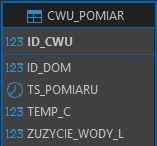 CWU_POMIAR
123 ID_CWU
123 ID_DOM
TS_POMIARU
123 TEMP_C
123 ZUZYCIE_WODY_L